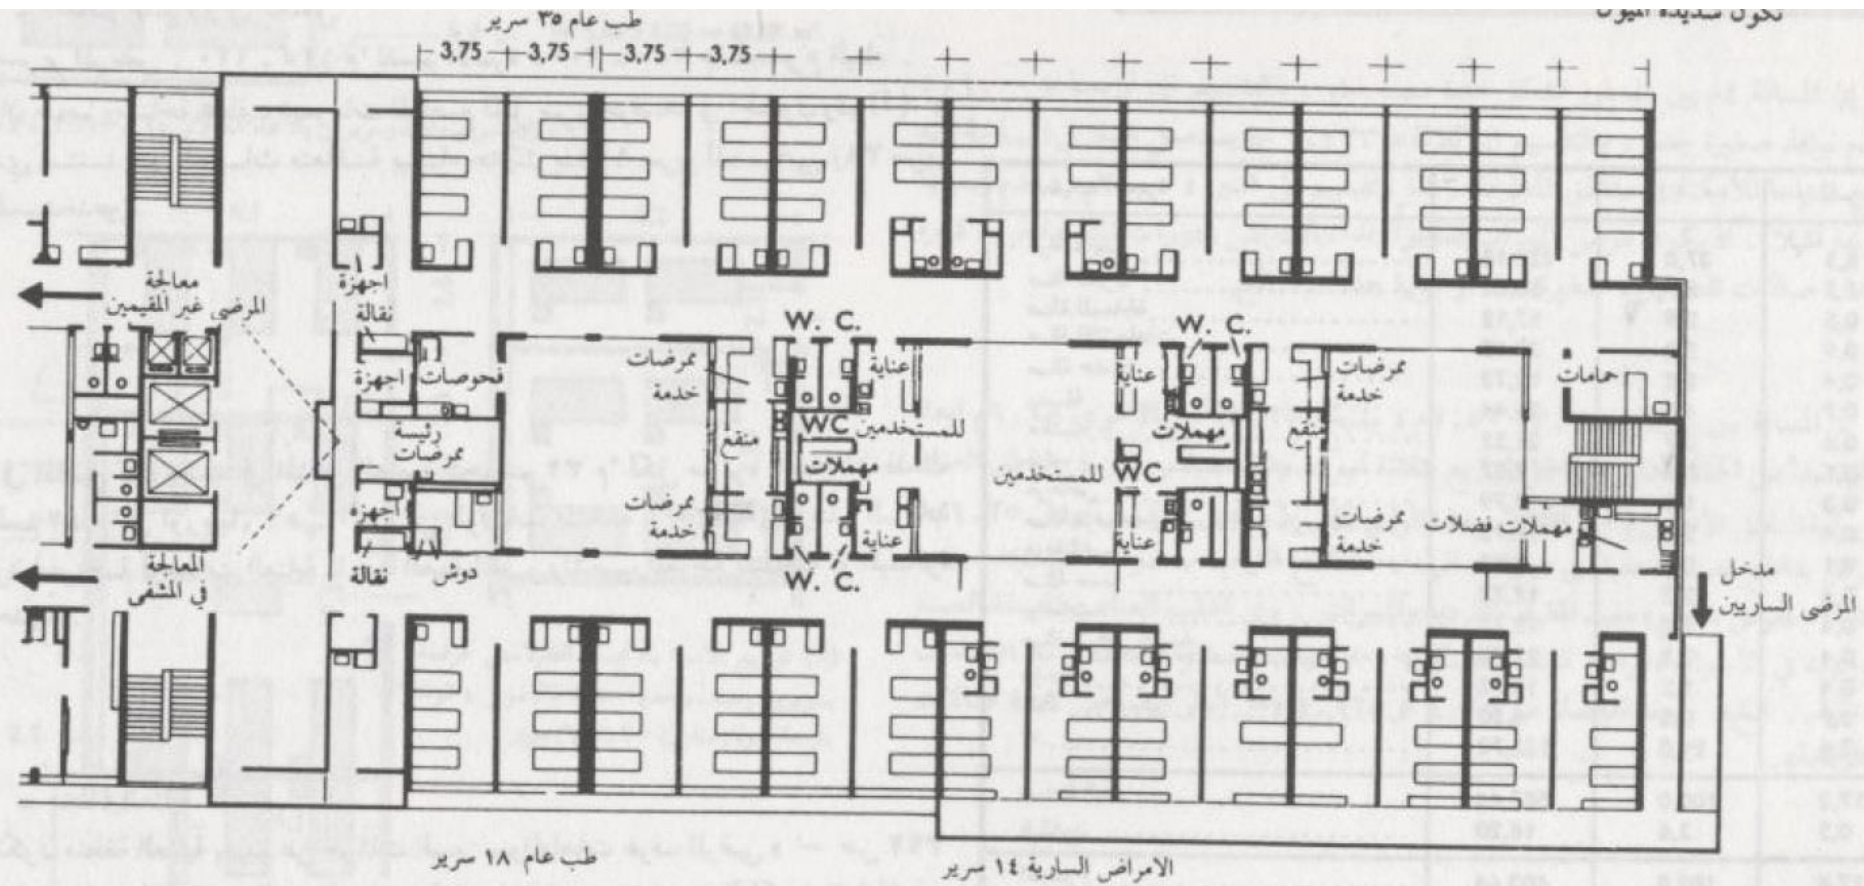 تكون شديدة الميول
طب عام ٣٥ سرير
3,75 3,75 3,75 3,75
معالجة
المرضى غير المقيمين
اجهزة
نقالة
اجهزة
فحوصات
رئيسة
ممرضات
اجهزة
نقالة
دوش
المعالجة
في المشفى
ممرضات
خدمة
منقع
ممرضات
خدمة
W. C.
عناية
WC للمستخدمين
مهملات
عناية
W. C.
W. C.
عناية
مهملات
للمستخدمين WC
عناية
ممرضات
خدمة
منقع
ممرضات
خدمة
حمامات
مهملات فضلات
مدخل
المرضى الساريين
طب عام ١٨ سرير
الامراض السارية ١٤ سرير